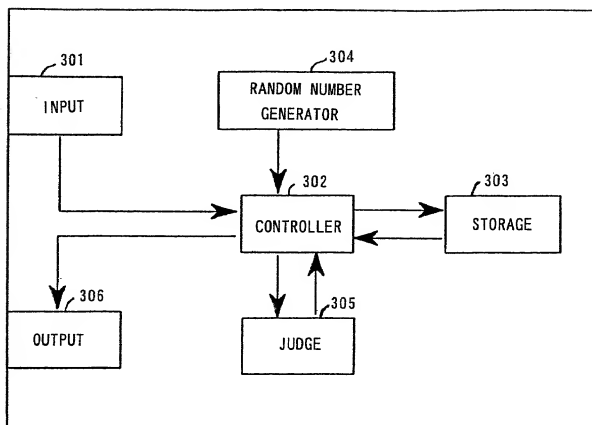 301
INPUT
304
RANDOM NUMBER
GENERATOR
302
CONTROLLER
303
STORAGE
306
OUTPUT
305
JUDGE